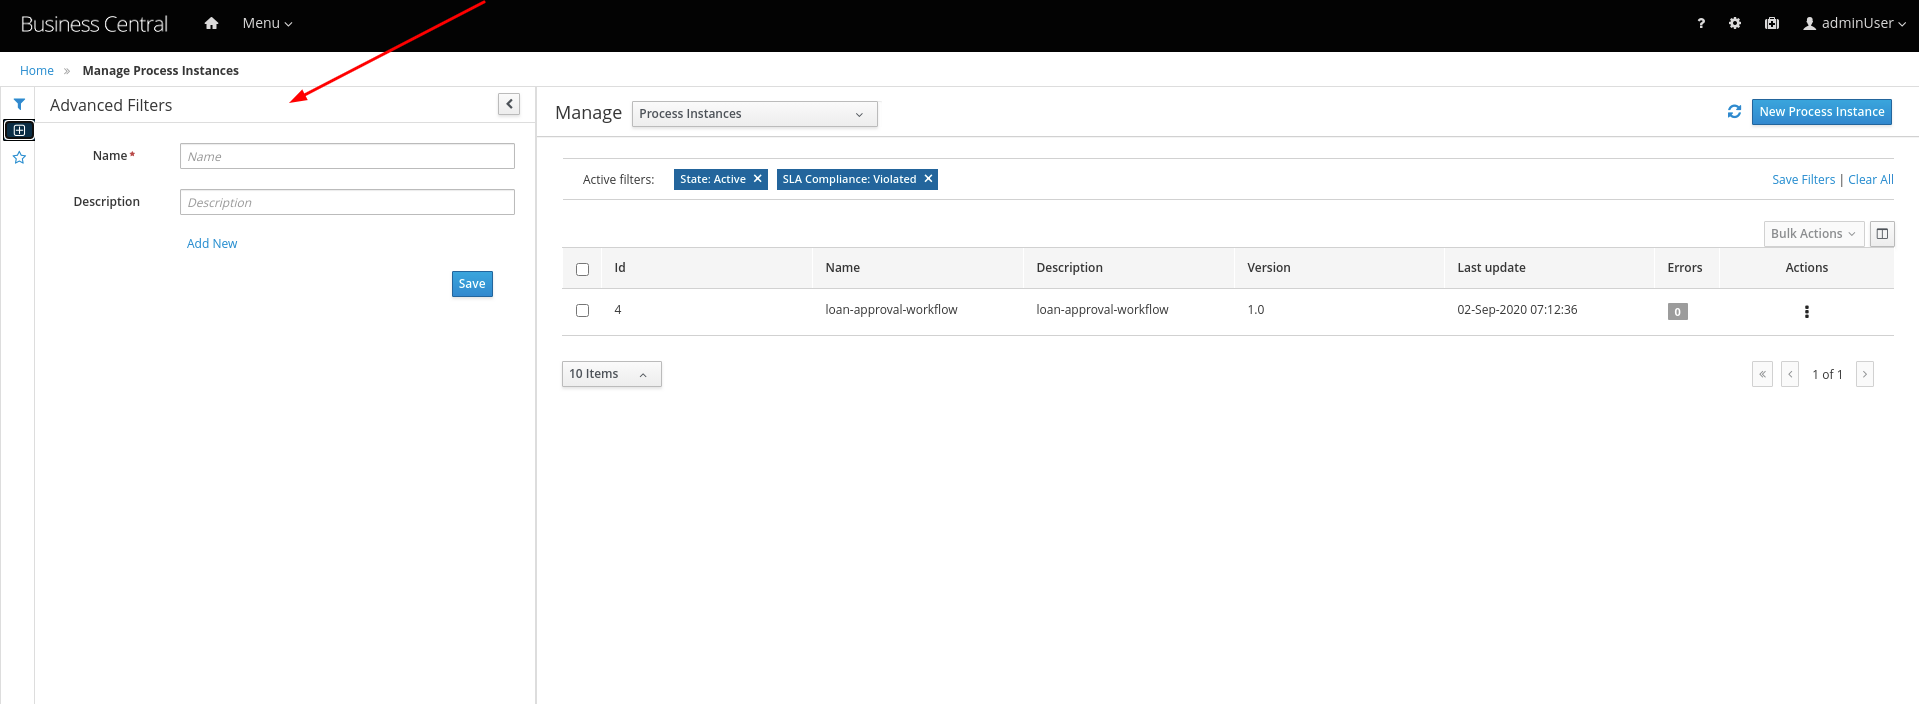 Business Central Menu ? adminUser
Home » Manage Process Instances
Advanced Filters
Name* Name
Description Description
Add New
Save
Manage Process Instances New Process Instance
Active filters: State: Active × SLA Compliance: Violated × Save Filters | Clear All
Bulk Actions
Id Name Description Version Last update Errors Actions
4 loan-approval-workflow loan-approval-workflow 1.0 02-Sep-2020 07:12:36 0
10 Items « ‹ 1 of 1 ›